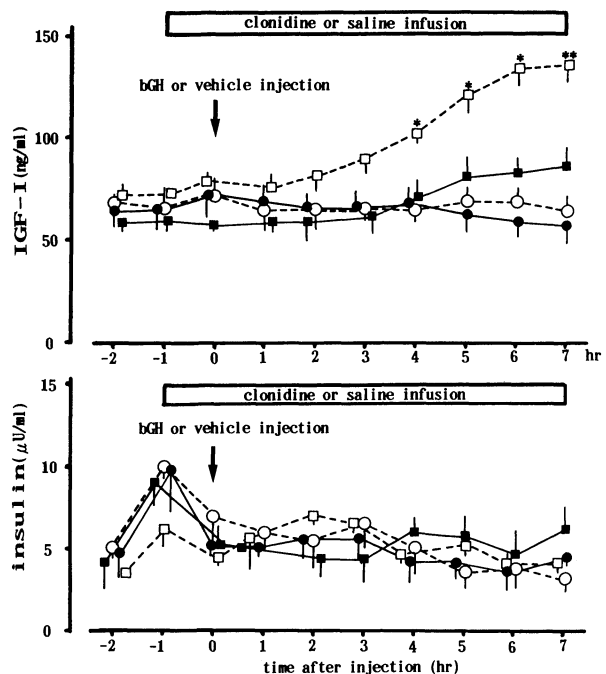 clonidine or saline infusion
150
bGH or vehicle injection
** 
* * *
100
IGF-I(ng/ml)
50
0
-2 -1 0 1 2 3 4 5 6 7 hr
15
clonidine or saline infusion
bGH or vehicle injection
10
insulin(μU/ml)
5
0
-2 -1 0 1 2 3 4 5 6 7
time after injection (hr)